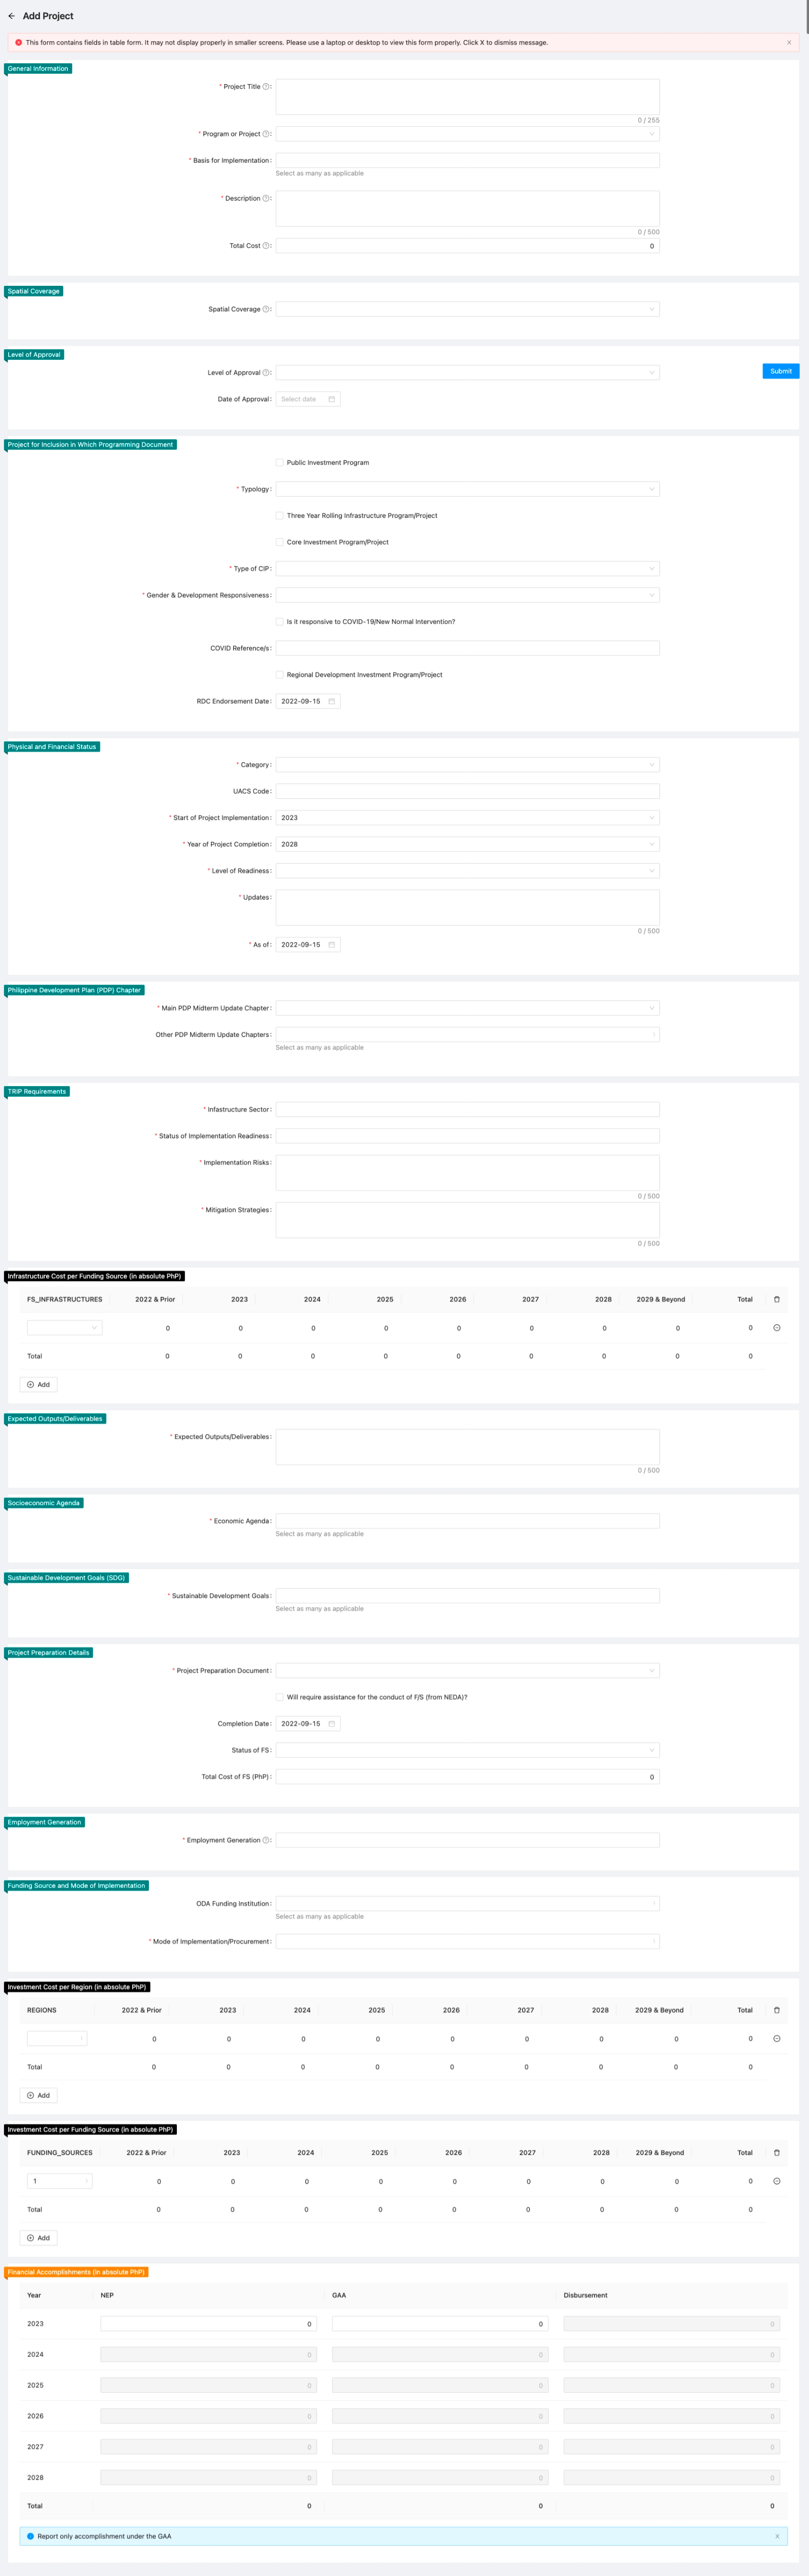 Add Project
This form contains fields in table form. It may not display properly in smaller screens. Please use a laptop or desktop to view this form properly. Click X to dismiss message.
General Information
* Project Title :
0 / 255
* Program or Project :
* Basis for Implementation :
Select as many as applicable
* Description :
0 / 500
Total Cost : 0
Spatial Coverage
Spatial Coverage :
Level of Approval
Level of Approval :
Submit
Date of Approval : Select date
Project for Inclusion in Which Programming Document
Public Investment Program
* Typology :
Three Year Rolling Infrastructure Program/Project
Core Investment Program/Project
* Type of CIP :
* Gender & Development Responsiveness :
Is it responsive to COVID-19/New Normal Intervention?
COVID Reference/s :
Regional Development Investment Program/Project
RDC Endorsement Date : 2022-09-15
Physical and Financial Status
* Category :
UACS Code :
* Start of Project Implementation : 2023
* Year of Project Completion : 2028
* Level of Readiness :
* Updates :
0 / 500
* As of : 2022-09-15
Philippine Development Plan (PDP) Chapter
* Main PDP Midterm Update Chapter :
Other PDP Midterm Update Chapters :
Select as many as applicable
TRIP Requirements
* Infastructure Sector :
* Status of Implementation Readiness :
* Implementation Risks :
0 / 500
* Mitigation Strategies :
0 / 500
Infrastructure Cost per Funding Source (in absolute PhP)
FS_INFRASTRUCTURES 2022 & Prior 2023 2024 2025 2026 2027 2028 2029 & Beyond Total
0 0 0 0 0 0 0 0 0
Total 0 0 0 0 0 0 0 0 0
Add
Expected Outputs/Deliverables
* Expected Outputs/Deliverables :
0 / 500
Socioeconomic Agenda
* Economic Agenda :
Select as many as applicable
Sustainable Development Goals (SDG)
* Sustainable Development Goals :
Select as many as applicable
Project Preparation Details
* Project Preparation Document :
Will require assistance for the conduct of F/S (from NEDA)?
Completion Date : 2022-09-15
Status of FS :
Total Cost of FS (PhP) : 0
Employment Generation
* Employment Generation :
Funding Source and Mode of Implementation
ODA Funding Institution :
Select as many as applicable
* Mode of Implementation/Procurement :
Investment Cost per Region (in absolute PhP)
REGIONS 2022 & Prior 2023 2024 2025 2026 2027 2028 2029 & Beyond Total
0 0 0 0 0 0 0 0 0
Total 0 0 0 0 0 0 0 0 0
Add
Investment Cost per Funding Source (in absolute PhP)
FUNDING_SOURCES 2022 & Prior 2023 2024 2025 2026 2027 2028 2029 & Beyond Total
1 0 0 0 0 0 0 0 0 0
Total 0 0 0 0 0 0 0 0 0
Add
Financial Accomplishments (in absolute PhP)
Year NEP GAA Disbursement
2023 0 0 0
2024 0 0 0
2025 0 0 0
2026 0 0 0
2027 0 0 0
2028 0 0 0
Total 0 0 0
Report only accomplishment under the GAA